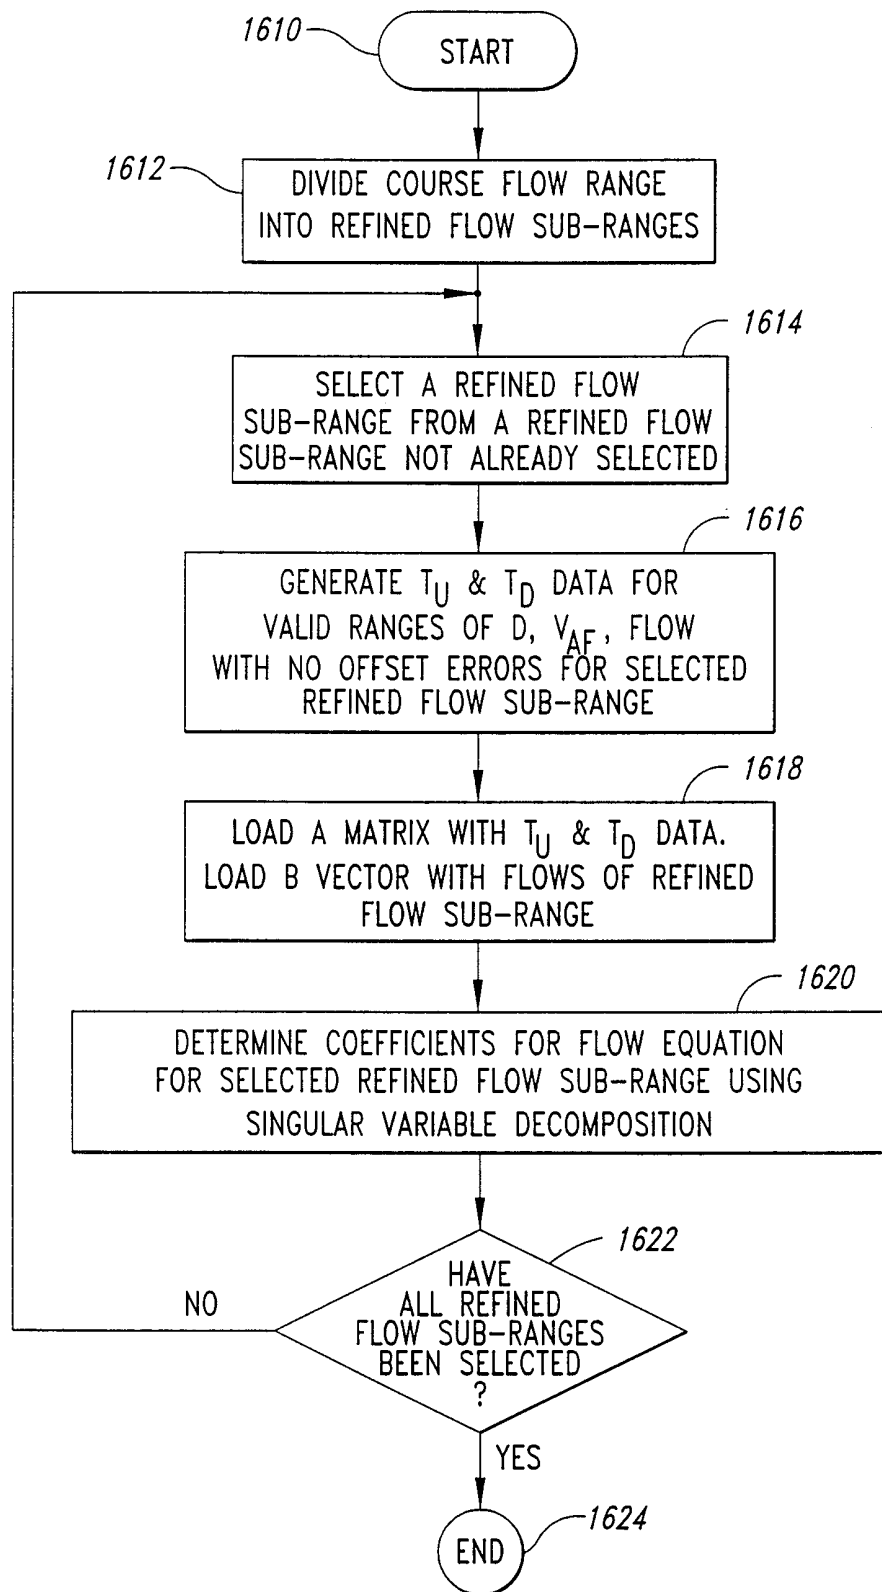 1610
START
1612
DIVIDE COURSE FLOW RANGE
INTO REFINED FLOW SUB-RANGES
1614
SELECT A REFINED FLOW
SUB-RANGE FROM A REFINED FLOW
SUB-RANGE NOT ALREADY SELECTED
1616
GENERATE TU & TD DATA FOR
VALID RANGES OF D, VAF, FLOW
WITH NO OFFSET ERRORS FOR SELECTED
REFINED FLOW SUB-RANGE
1618
LOAD A MATRIX WITH TU & TD DATA.
LOAD B VECTOR WITH FLOWS OF REFINED
FLOW SUB-RANGE
1620
DETERMINE COEFFICIENTS FOR FLOW EQUATION
FOR SELECTED REFINED FLOW SUB-RANGE USING
SINGULAR VARIABLE DECOMPOSITION
1622
HAVE
ALL REFINED
FLOW SUB-RANGES
BEEN SELECTED
?
NO
YES
END
1624